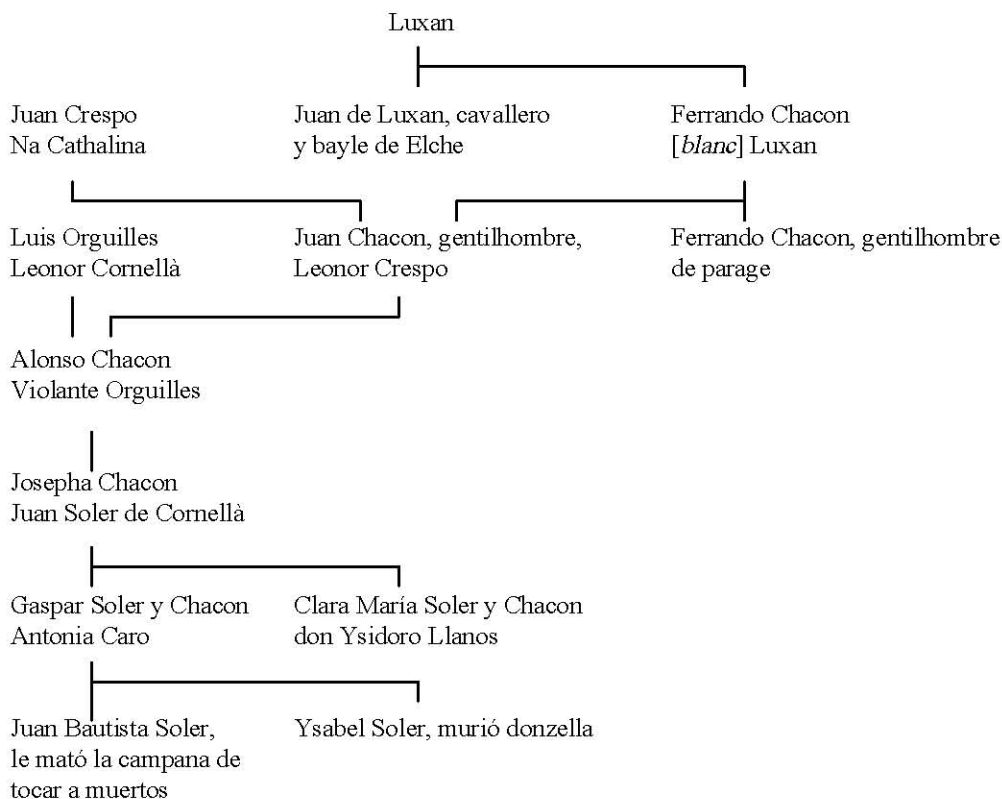 Luxan
Juan Crespo
Na Cathalina
Juan de Luxan, cavallero
y bayle de Elche
Ferrando Chacon
[blanc] Luxan
Luis Orguilles
Leonor Cornellà
Juan Chacon, gentilhombre,
Leonor Crespo
Ferrando Chacon, gentilhombre
de parage
Alonso Chacon
Violante Orguilles
Josepha Chacon
Juan Soler de Cornellà
Gaspar Soler y Chacon
Antonia Caro
Clara María Soler y Chacon
don Ysidoro Llanos
Juan Bautista Soler,
le mató la campana de
tocar a muertos
Ysabel Soler, murió donzella